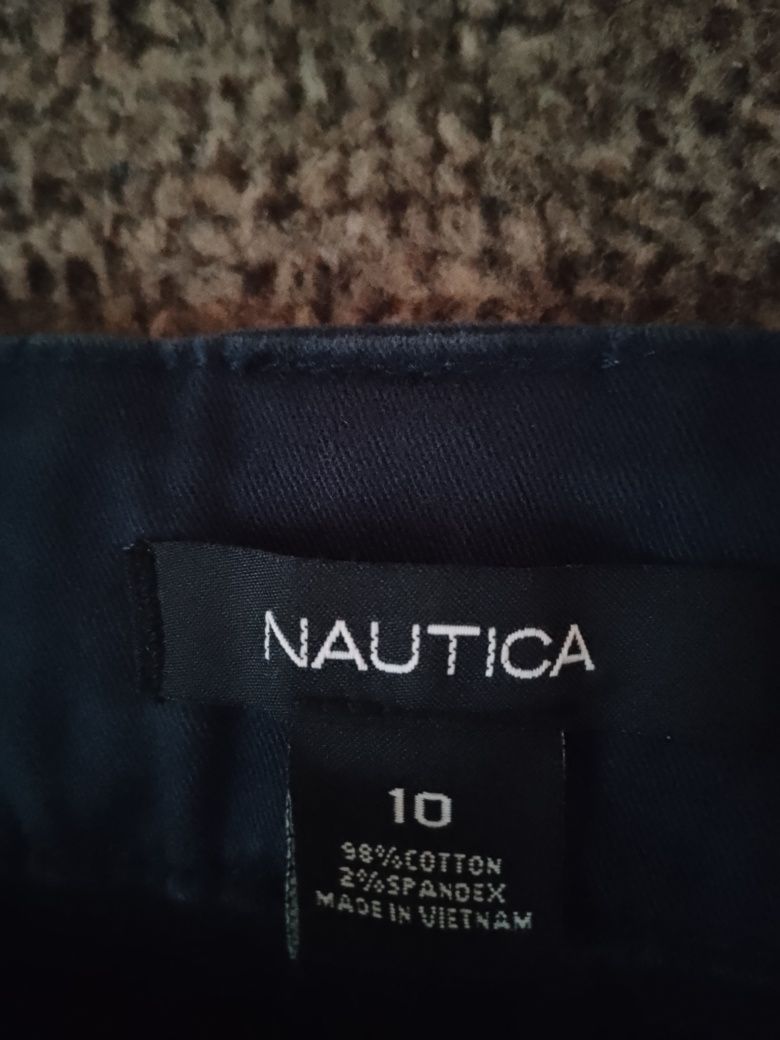 NAUTICA
10
98%COTTON
2%SPANDEX
MADE IN VIETNAM